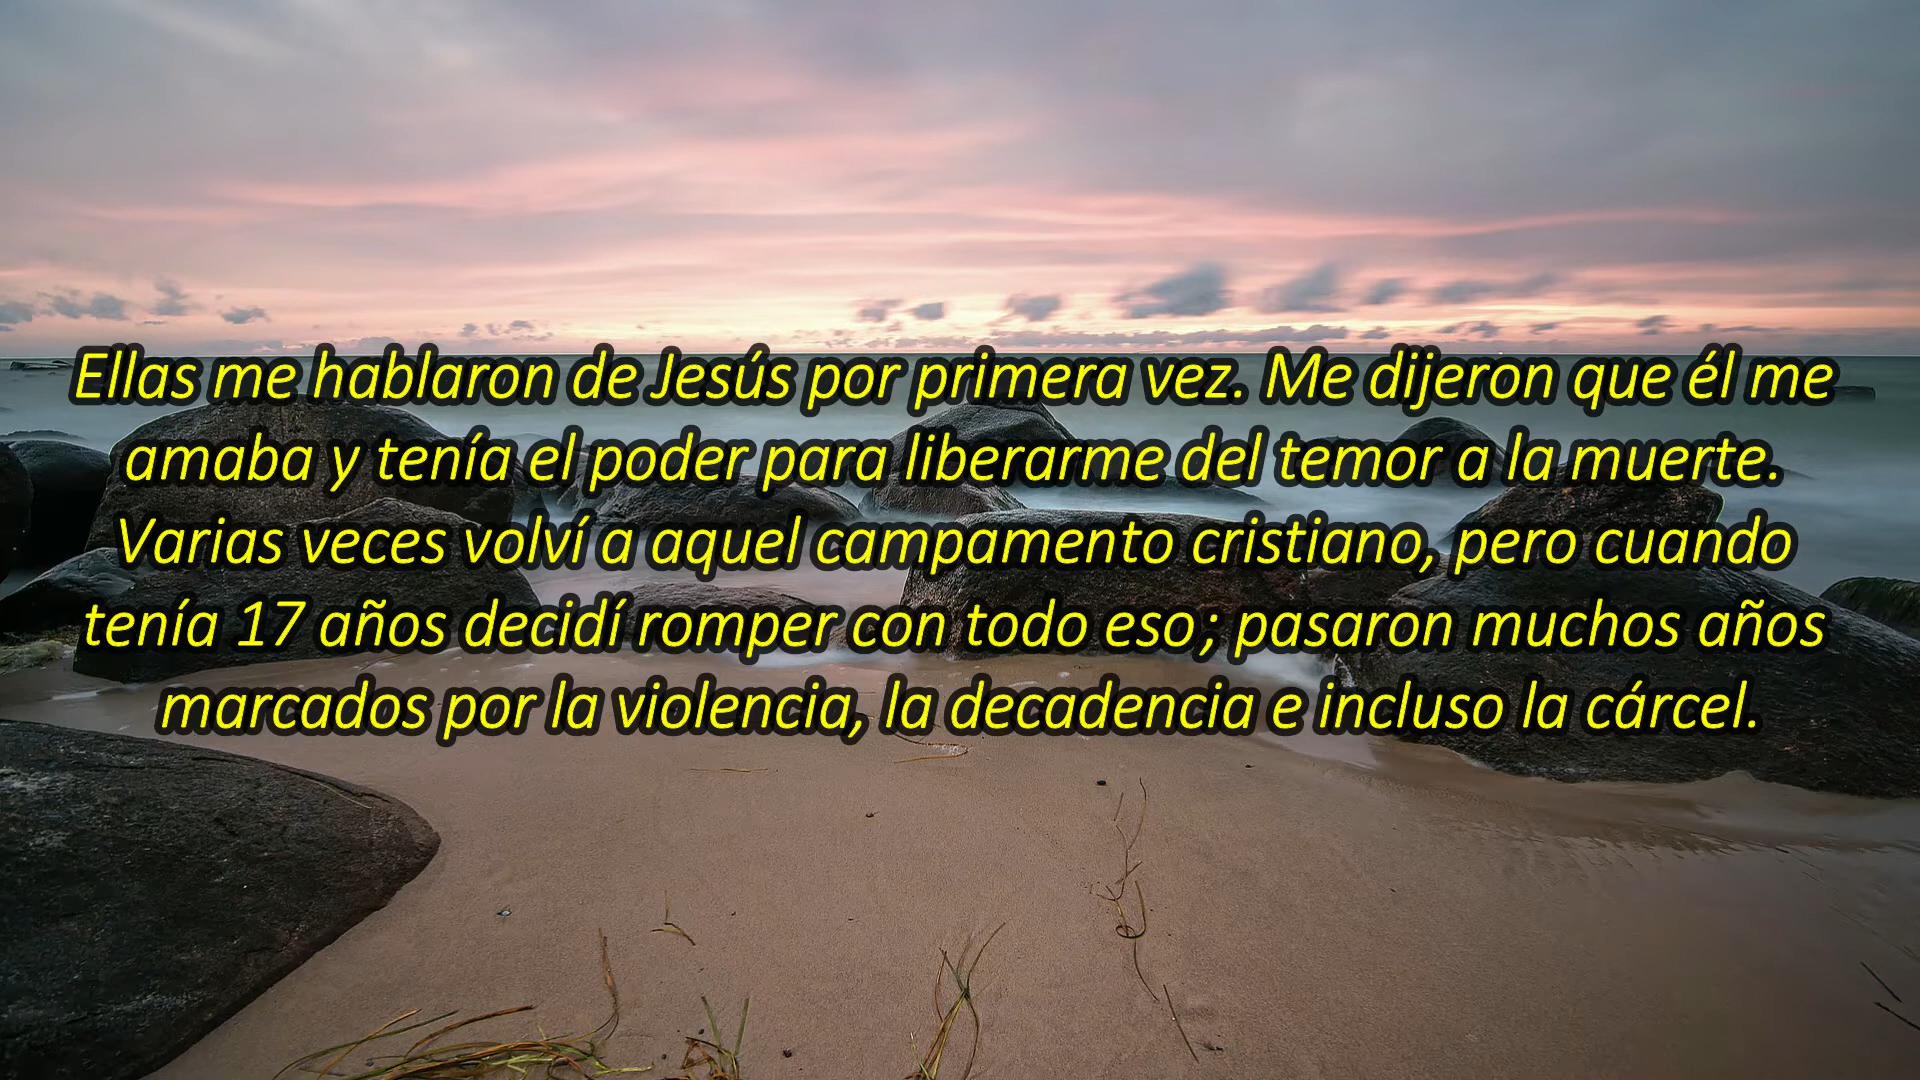 Ellas me hablaron de Jesús por primera vez. Me dijeron que él me
amaba y tenía el poder para liberarme del temor a la muerte.
Varias veces volví a aquel campamento cristiano, pero cuando
tenía 17 años decidí romper con todo eso; pasaron muchos años
marcados por la violencia, la decadencia e incluso la cárcel.